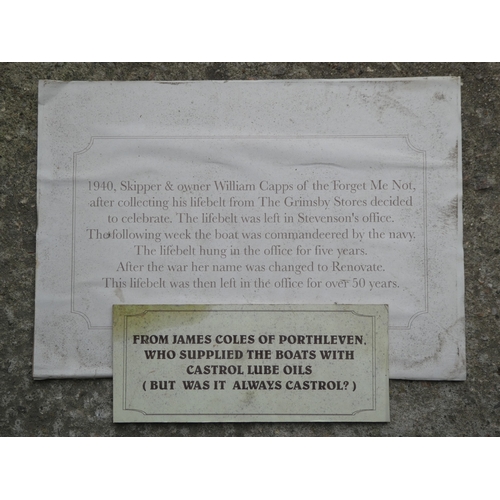 1940, Skipper & owner William Capps of the Forget Me Not,
after collecting his lifebelt from The Grimsby Stores decided
to celebrate. The lifebelt was left in Stevenson's office.
The following week the boat was commandeered by the navy.
The lifebelt hung in the office for five years.
After the war her name was changed to Renovate.
This lifebelt was then left in the office for over 50 years.
FROM JAMES COLES OF PORTHLEVEN,
WHO SUPPLIED THE BOATS WITH
CASTROL LUBE OILS
( BUT WAS IT ALWAYS CASTROL? )